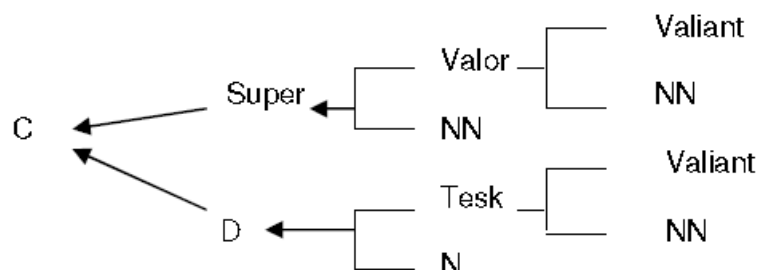 Valiant
Valor
Super
NN
C
NN
Valiant
Tesk
D
NN
N